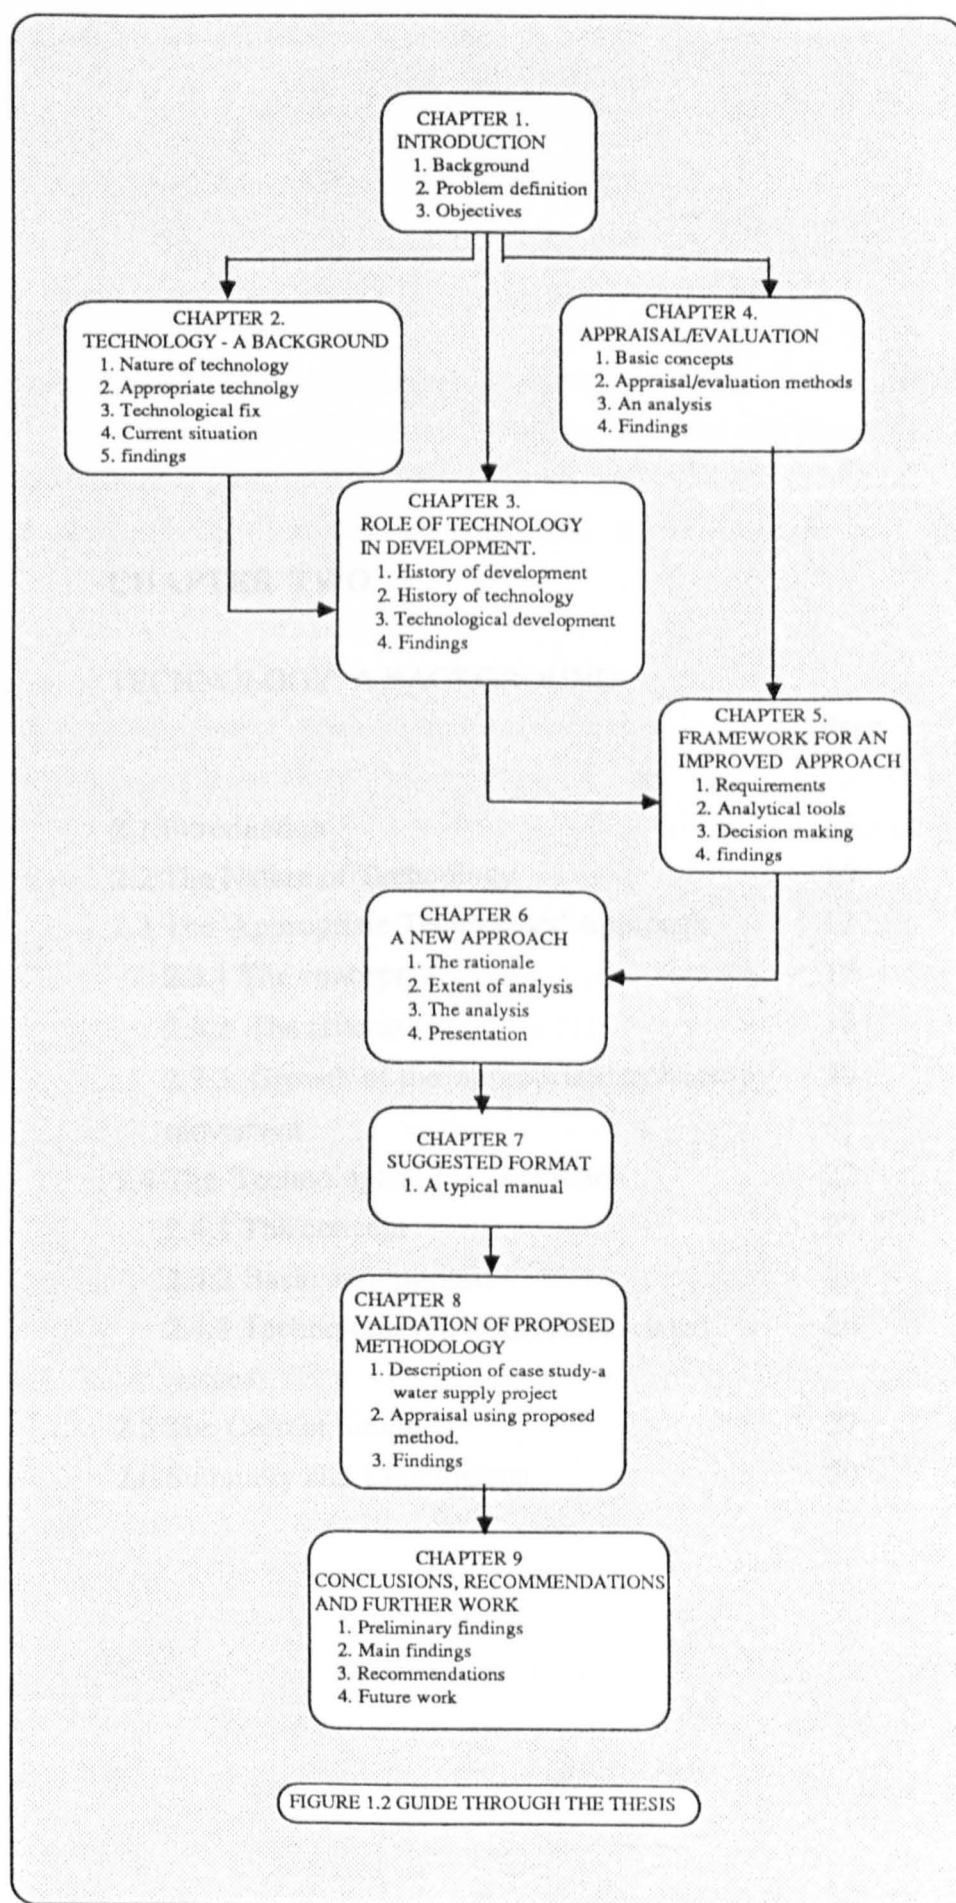 CHAPTER 1.
INTRODUCTION
1. Background
2. Problem definition
3. Objectives
CHAPTER 2.
TECHNOLOGY - A BACKGROUND
1. Nature of technology
2. Appropriate technolgy
3. Technological fix
4. Current situation
5. findings
CHAPTER 4.
APPRAISAL/EVALUATION
1. Basic concepts
2. Appraisal/evaluation methods
3. An analysis
4. Findings
CHAPTER 3.
ROLE OF TECHNOLOGY
IN DEVELOPMENT.
1. History of development
2. History of technology
3. Technological development
4. Findings
CHAPTER 5.
FRAMEWORK FOR AN
IMPROVED APPROACH
1. Requirements
2. Analytical tools
3. Decision making
4. findings
CHAPTER 6
A NEW APPROACH
1. The rationale
2. Extent of analysis
3. The analysis
4. Presentation
CHAPTER 7
SUGGESTED FORMAT
1. A typical manual
CHAPTER 8
VALIDATION OF PROPOSED
METHODOLOGY
1. Description of case study-a
water supply project
2. Appraisal using proposed
method.
3. Findings
CHAPTER 9
CONCLUSIONS, RECOMMENDATIONS
AND FURTHER WORK
1. Preliminary findings
2. Main findings
3. Recommendations
4. Future work
FIGURE 1.2 GUIDE THROUGH THE THESIS